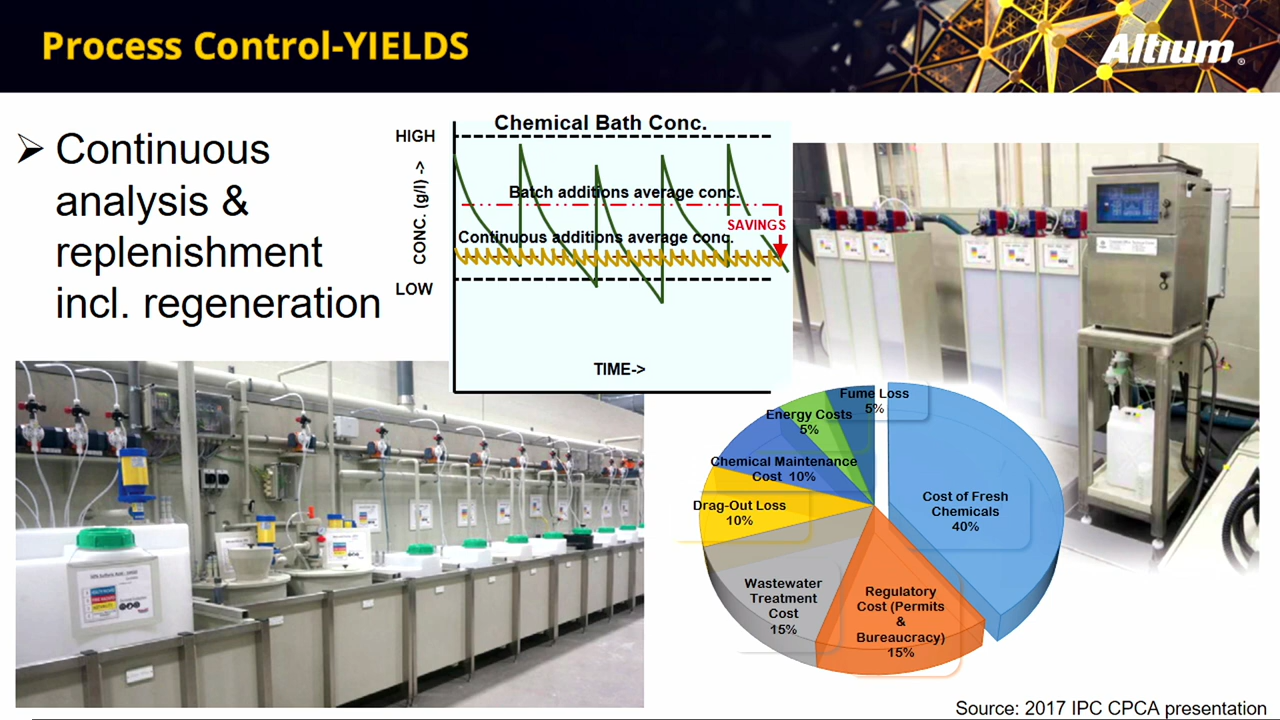 Process Control-YIELDS
Altium®
➢ Continuous
analysis &
replenishment
incl. regeneration
Chemical Bath Conc.
HIGH
CONC. (g/l) ->
Batch additions average conc.
SAVINGS
Continuous additions average conc.
LOW
TIME->
Fume Loss
5%
Energy Costs
5%
Chemical Maintenance
Cost 10%
Drag-Out Loss
10%
Cost of Fresh
Chemicals
40%
Wastewater
Treatment
Cost
15%
Regulatory
Cost (Permits
&
Bureaucracy)
15%
Source: 2017 IPC CPCA presentation